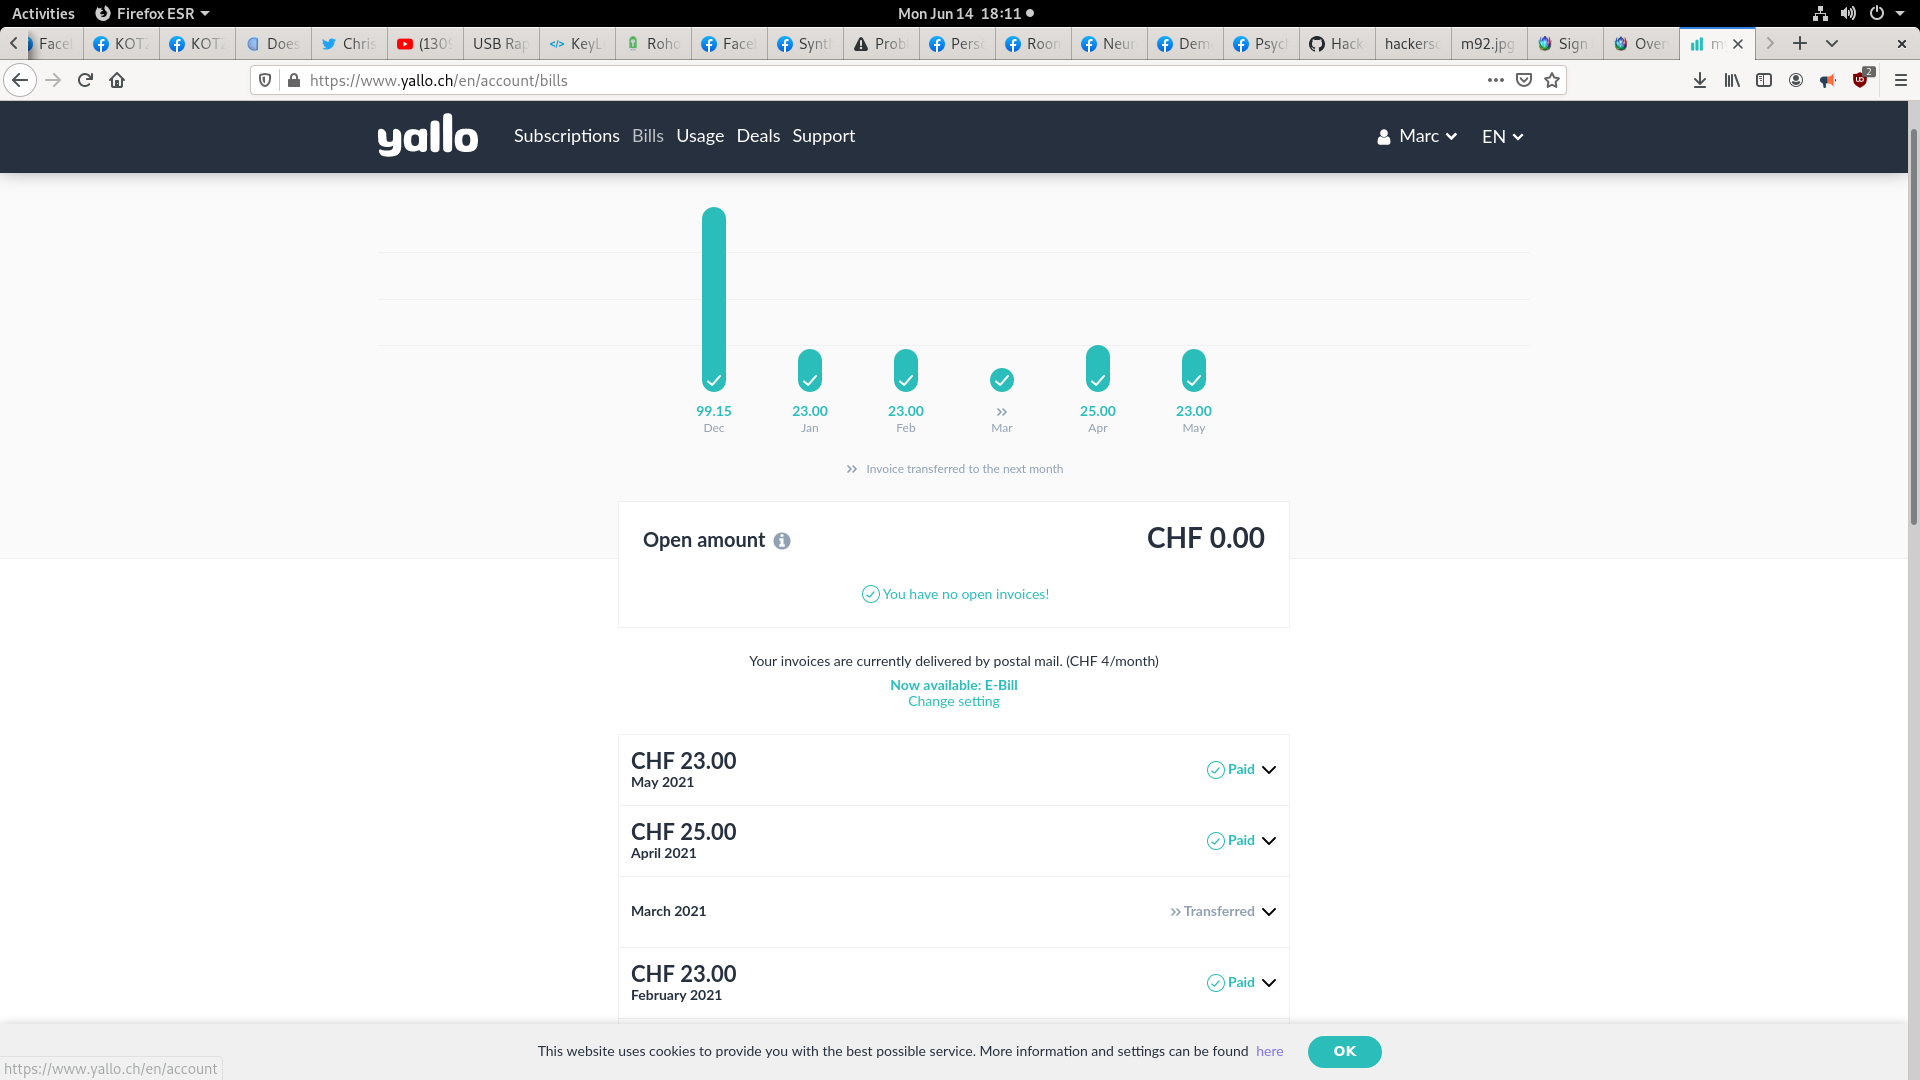 Activities Firefox ESR Mon Jun 14 18:11
Face KOT KOT Does Chris (130 USB Rap KeyL Roho Face Synt Prob Pers Roon Neur Dem Psyc Hack hackers m92.jpg Sign Over m
https://www.yallo.ch/en/account/bills 2
yallo Subscriptions Bills Usage Deals Support Marc EN
99.15 23.00 23.00 » 25.00 23.00
Dec Jan Feb Mar Apr May
» Invoice transferred to the next month
Open amount CHF 0.00
You have no open invoices!
Your invoices are currently delivered by postal mail. (CHF 4/month)
Now available: E-Bill
Change setting
CHF 23.00
May 2021 Paid
CHF 25.00
April 2021 Paid
March 2021 » Transferred
CHF 23.00
February 2021 Paid
This website uses cookies to provide you with the best possible service. More information and settings can be found here OK
https://www.yallo.ch/en/account